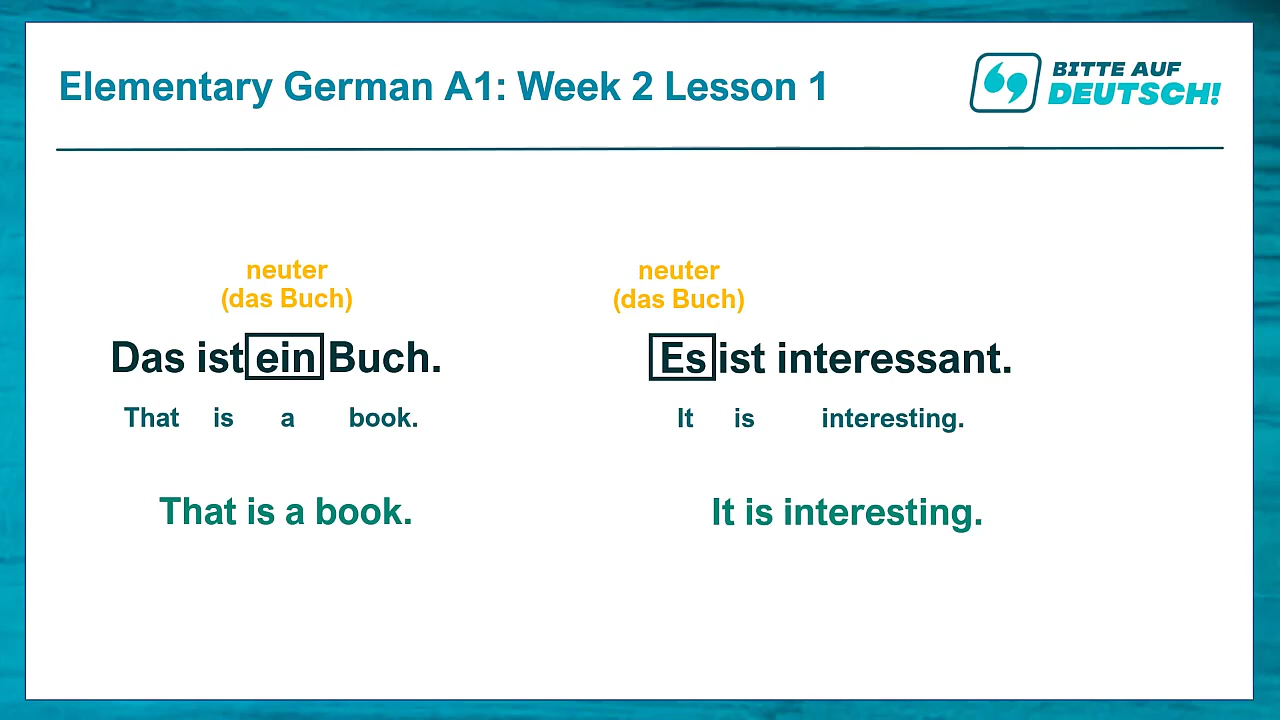 Elementary German A1: Week 2 Lesson 1
BITTE AUF
DEUTSCH!
neuter
(das Buch)
Das ist ein Buch.
That is a book.
That is a book.
neuter
(das Buch)
Es ist interessant.
It is interesting.
It is interesting.